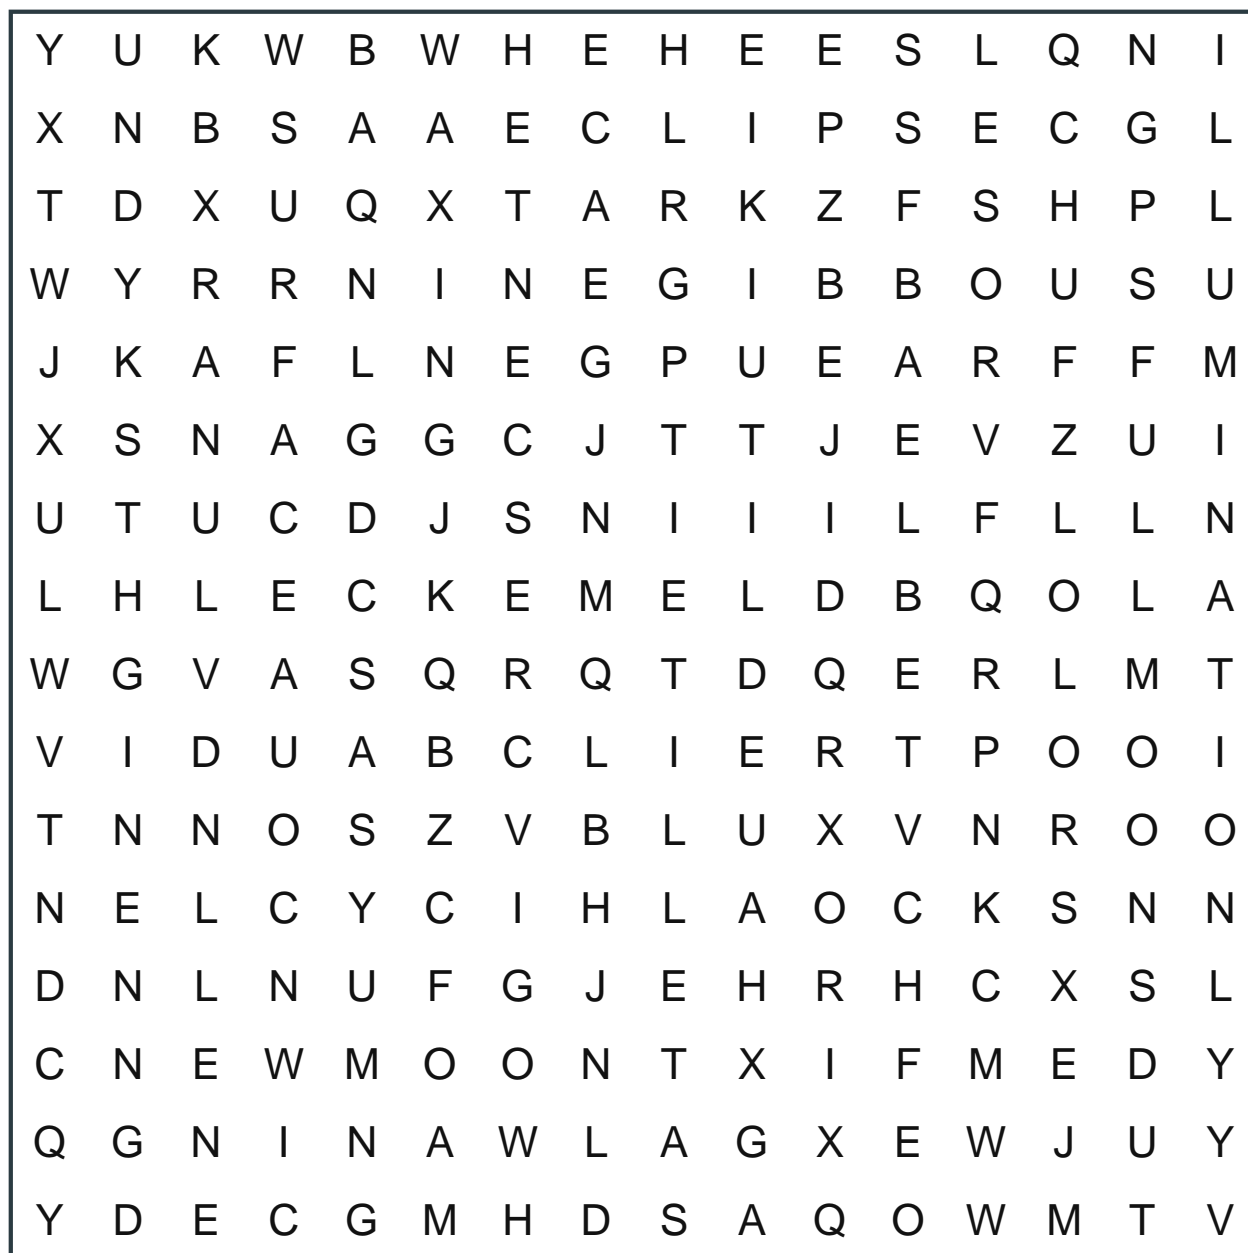 Y U K W B W H E H E E S L Q N I
X N B S A A E C L I P S E C G L
T D X U Q X T A R K Z F S H P L
W Y R R N I N E G I B B O U S U
J K A F L N E G P U E A R F F M
X S N A G G C J T T J E V Z U I
U T U C D J S N I I I L F L L N
L H L E C K E M E L D B Q O L A
W G V A S Q R Q T D Q E R L M T
V I D U A B C L I E R T P O O I
T N N O S Z V B L U X V N R O O
N E L C Y C I H L A O C K S N N
D N L N U F G J E H R H C X S L
C N E W M O O N T X I F M E D Y
Q G N I N A W L A G X E W J U Y
Y D E C G M H D S A Q O W M T V